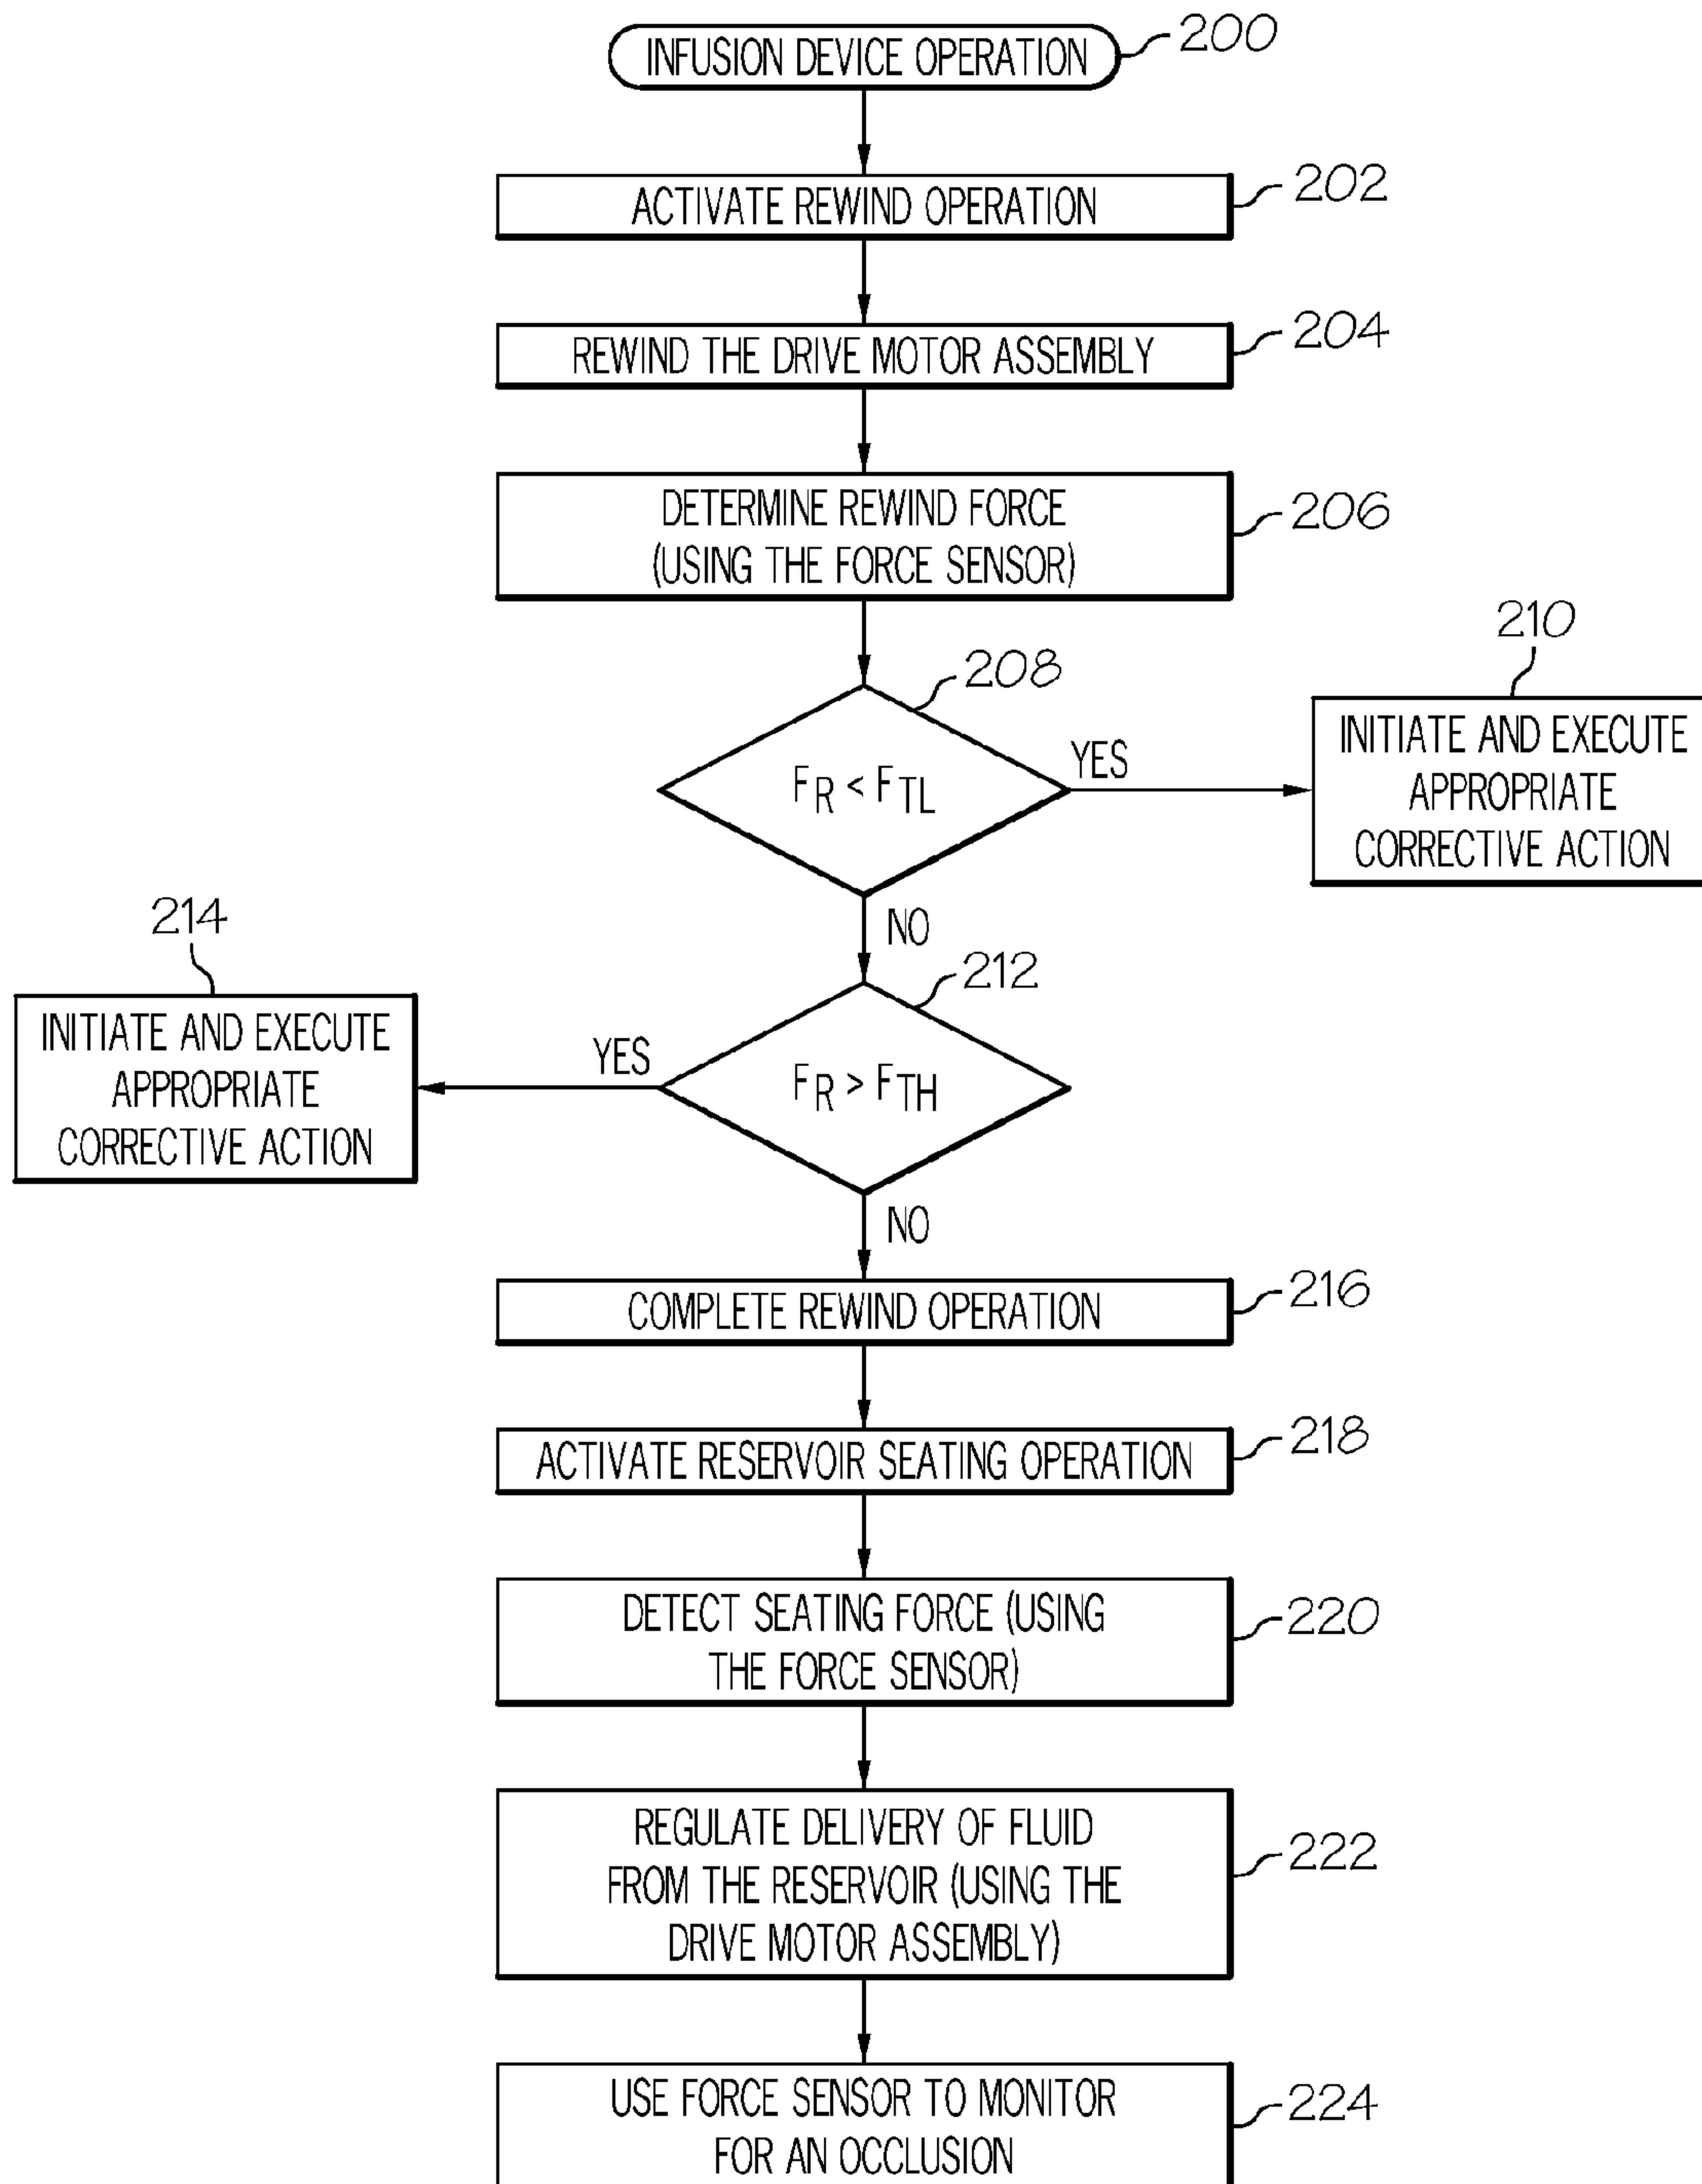 INFUSION DEVICE OPERATION
200
ACTIVATE REWIND OPERATION
202
REWIND THE DRIVE MOTOR ASSEMBLY
204
DETERMINE REWIND FORCE
(USING THE FORCE SENSOR)
206
208
FR < FTL
YES
210
INITIATE AND EXECUTE
APPROPRIATE
CORRECTIVE ACTION
NO
212
FR > FTH
YES
214
INITIATE AND EXECUTE
APPROPRIATE
CORRECTIVE ACTION
NO
COMPLETE REWIND OPERATION
216
ACTIVATE RESERVOIR SEATING OPERATION
218
DETECT SEATING FORCE (USING
THE FORCE SENSOR)
220
REGULATE DELIVERY OF FLUID
FROM THE RESERVOIR (USING THE
DRIVE MOTOR ASSEMBLY)
222
USE FORCE SENSOR TO MONITOR
FOR AN OCCLUSION
224